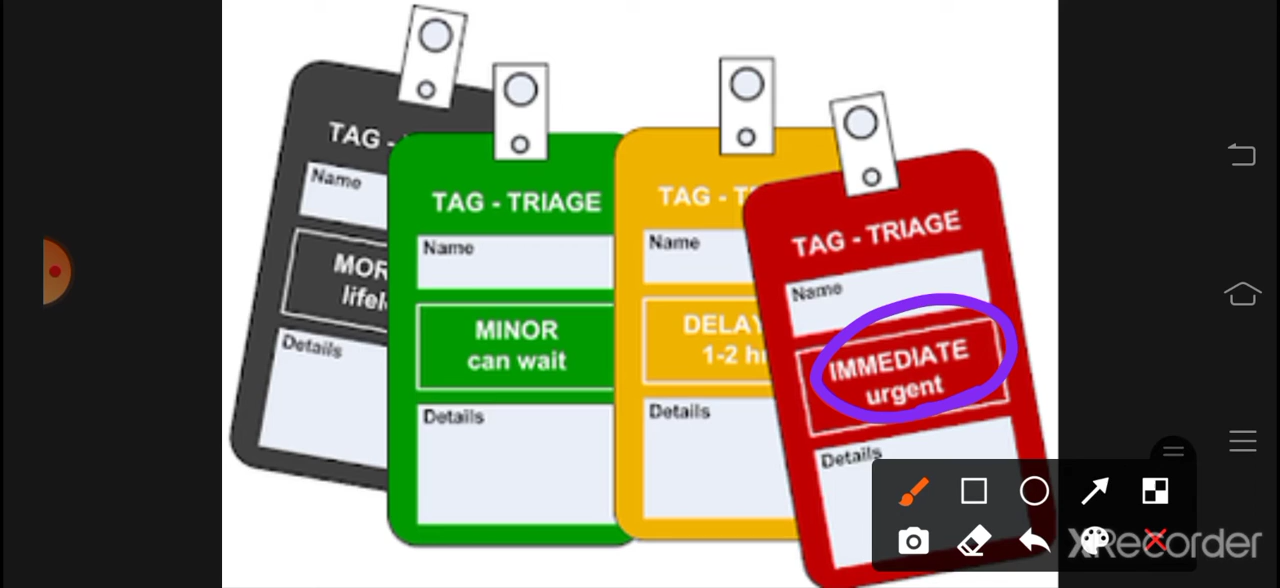 TAG -
Name
Details
TAG - TRIAGE
Name
MINOR
can wait
Details
TAG -
Name
1-2
Details
TAG - TRIAGE
Name
IMMEDIATE
urgent
Details
XRecorder